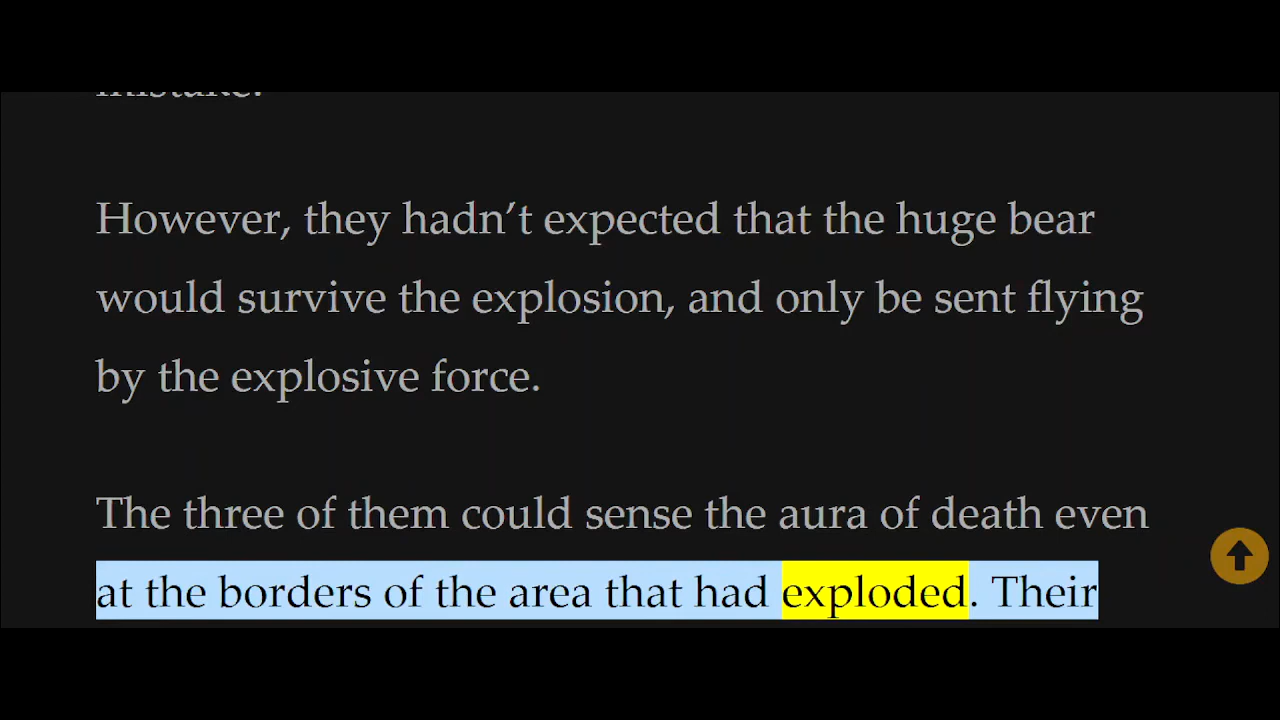 mistake.
However, they hadn’t expected that the huge bear
would survive the explosion, and only be sent flying
by the explosive force.
The three of them could sense the aura of death even
at the borders of the area that had exploded. Their